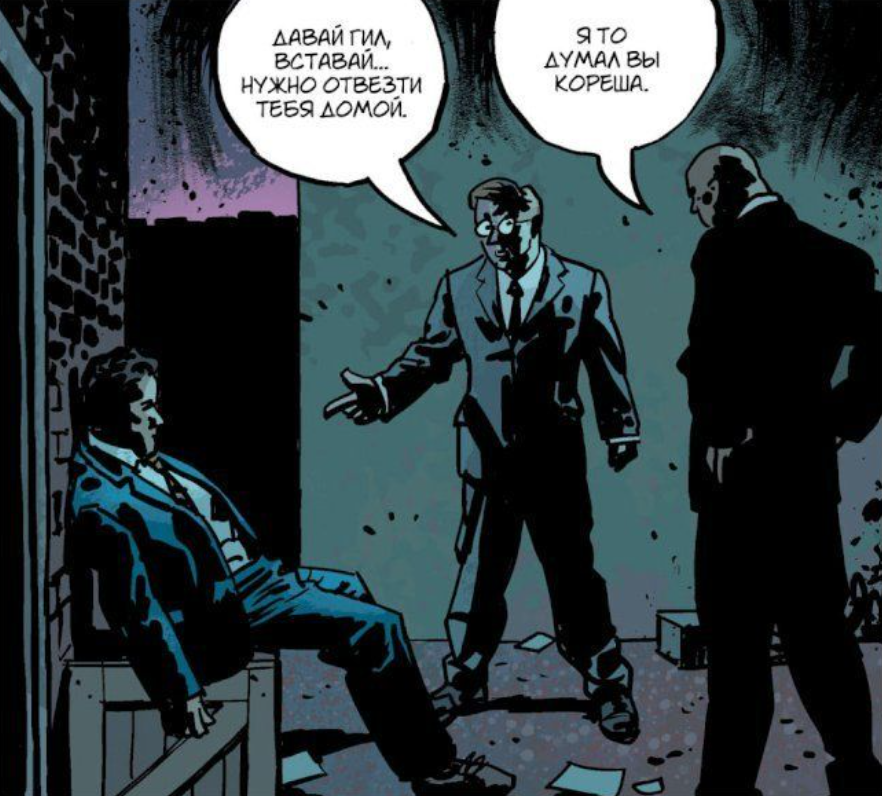 ДАВАЙ ГИЛ,
ВСТАВАЙ...
НУЖНО ОТВЕЗТИ
ТЕБЯ ДОМОЙ.
Я ТО
ДУМАЛ ВЫ
КОРЕША.